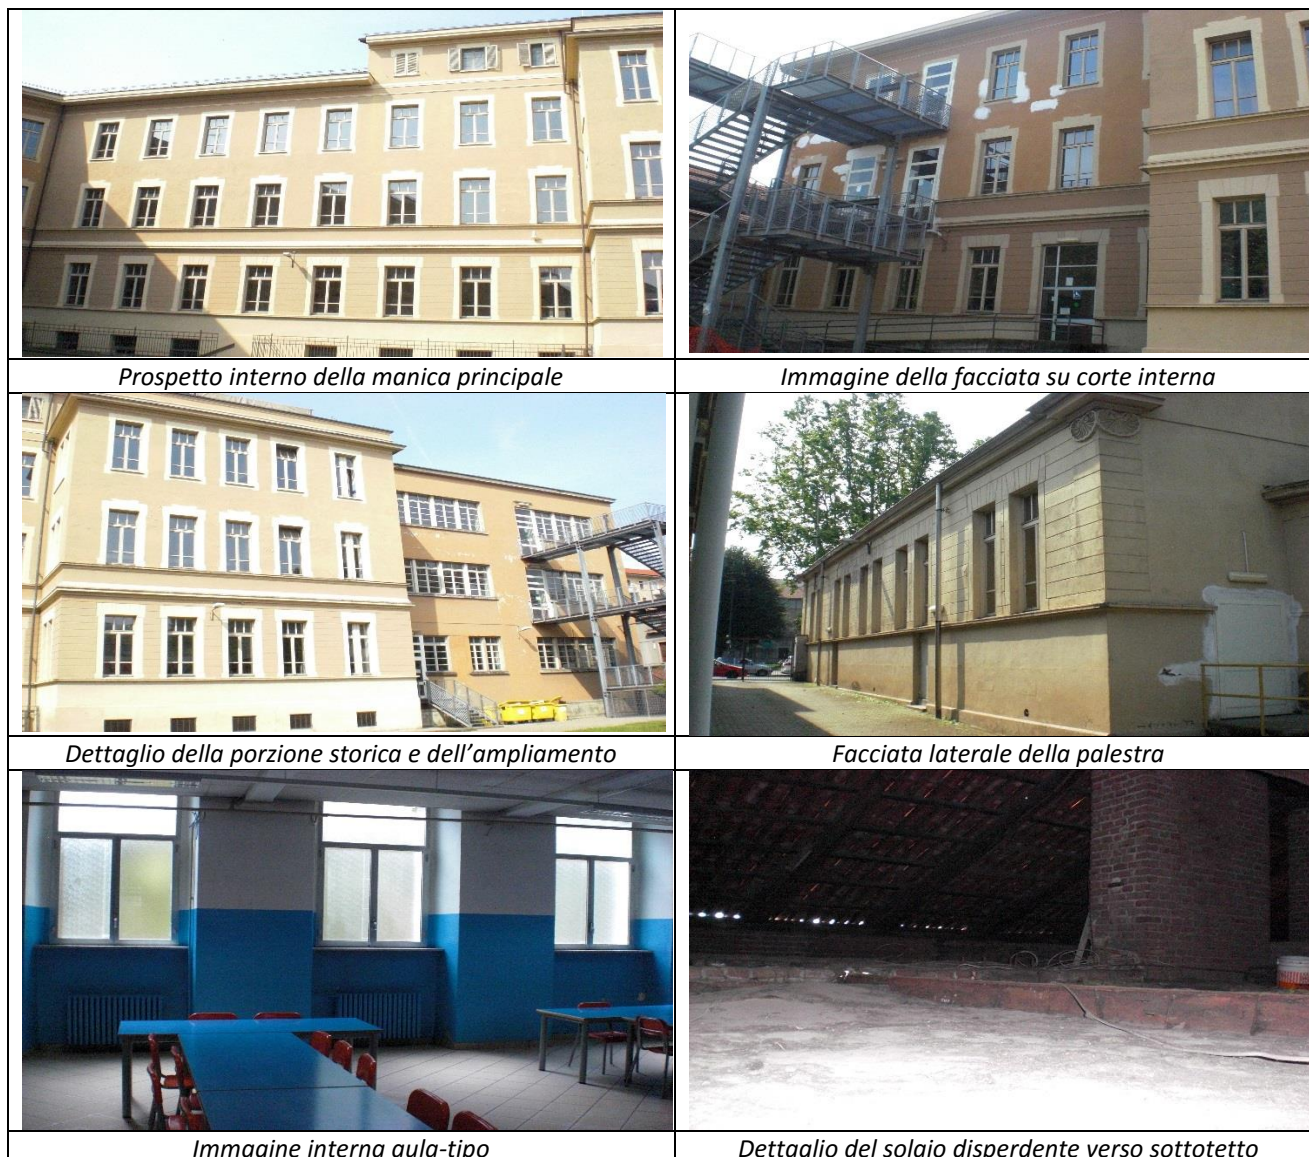 Prospetto interno della manica principale
Immagine della facciata su corte interna
Dettaglio della porzione storica e dell’ampliamento
Facciata laterale della palestra
Immagine interna aula-tipo
Dettaglio del solaio disperdente verso sottotetto